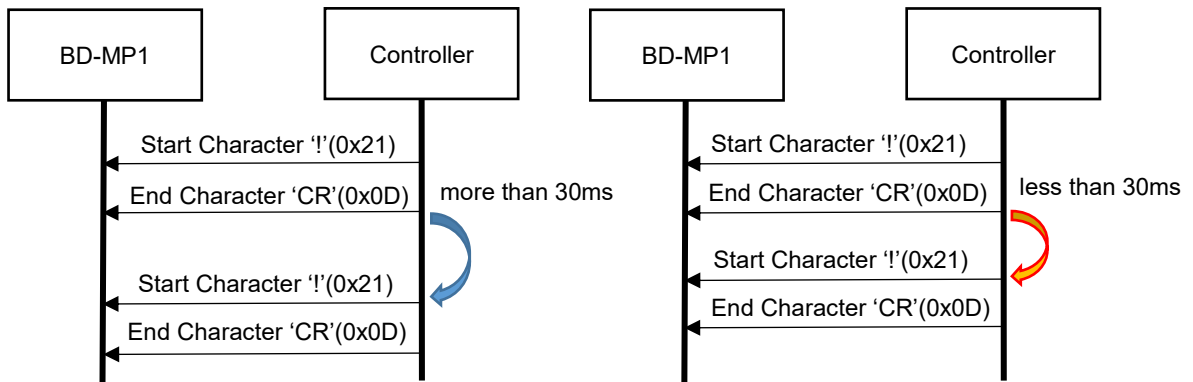 BD-MP1
Controller
Start Character ‘!’(0x21)
End Character ‘CR’(0x0D)
more than 30ms
Start Character ‘!’(0x21)
End Character ‘CR’(0x0D)
BD-MP1
Controller
Start Character ‘!’(0x21)
End Character ‘CR’(0x0D)
less than 30ms
Start Character ‘!’(0x21)
End Character ‘CR’(0x0D)